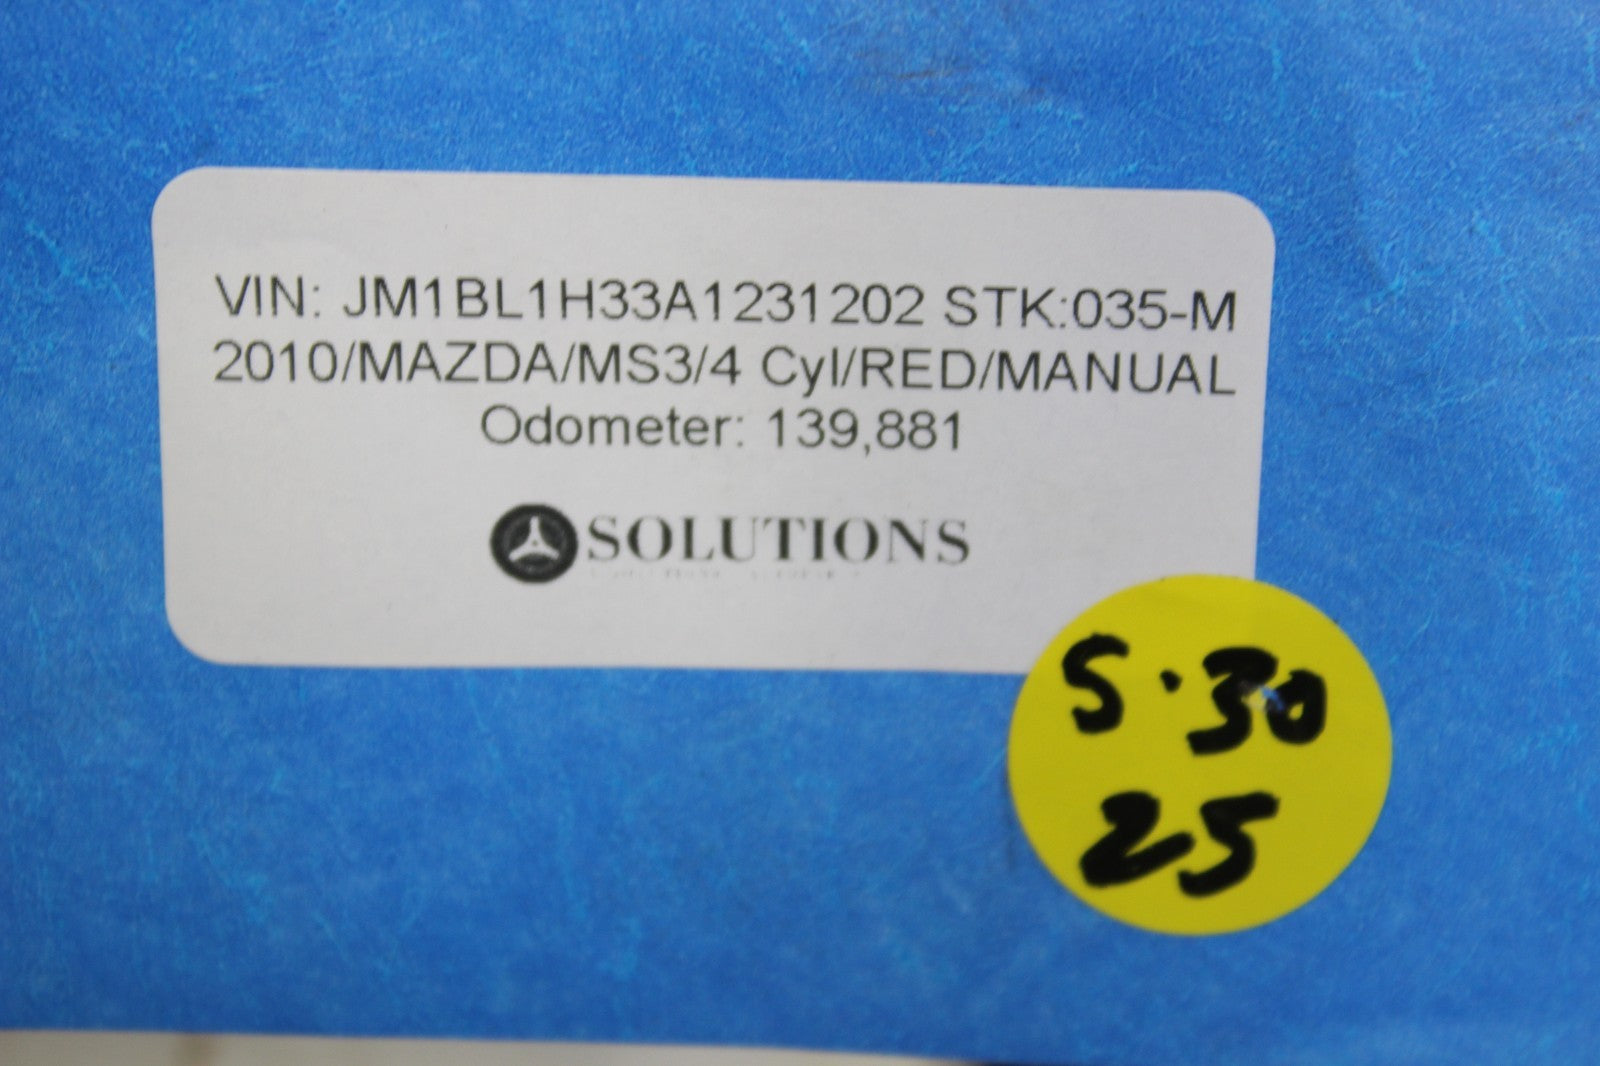 VIN: JM1BL1H33A1231202 STK:035-M
2010/MAZDA/MS3/4 Cyl/RED/MANUAL
Odometer: 139,881
SOLUTIONS
5.30
25